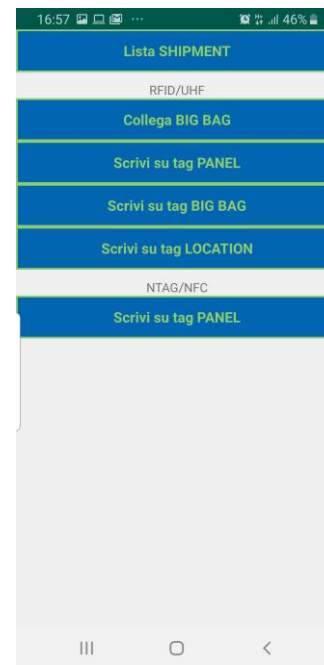 16:57 46%
Lista SHIPMENT
RFID/UHF
Collega BIG BAG
Scrivi su tag PANEL
Scrivi su tag BIG BAG
Scrivi su tag LOCATION
NTAG/NFC
Scrivi su tag PANEL